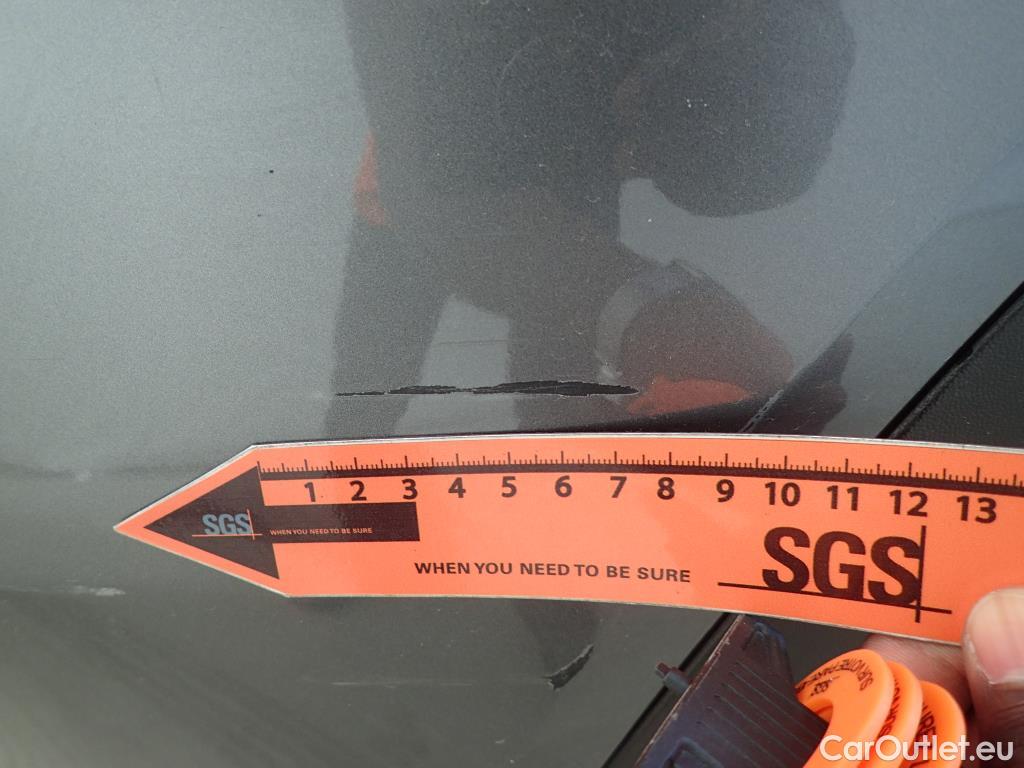 1 2 3 4 5 6 7 8 9 10 11 12 13
SGS
WHEN YOU NEED TO BE SURE
WHEN YOU NEED TO BE SURE
SGS
CarOutlet.eu